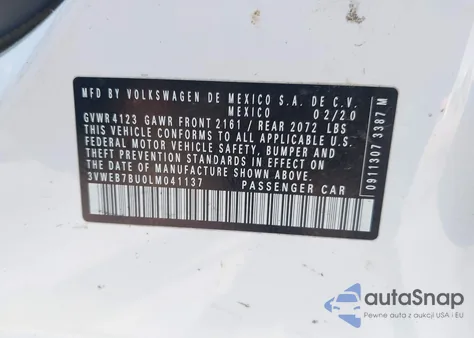 MFD BY VOLKSWAGEN DE MEXICO S.A. DE C.V.
MEXICO 02/20
GVWR 4123 GAWR FRONT 2161 / REAR 2072 LBS
THIS VEHICLE CONFORMS TO ALL APPLICABLE U.S.
FEDERAL MOTOR VEHICLE SAFETY, BUMPER, AND
THEFT PREVENTION STANDARDS IN EFFECT ON
THE DATE OF MANUFACTURE SHOWN ABOVE.
3VWEB7BU0LM041137 PASSENGER CAR
0911307 3387 M
autoSnap
Pewne auta z aukcji USA i EU